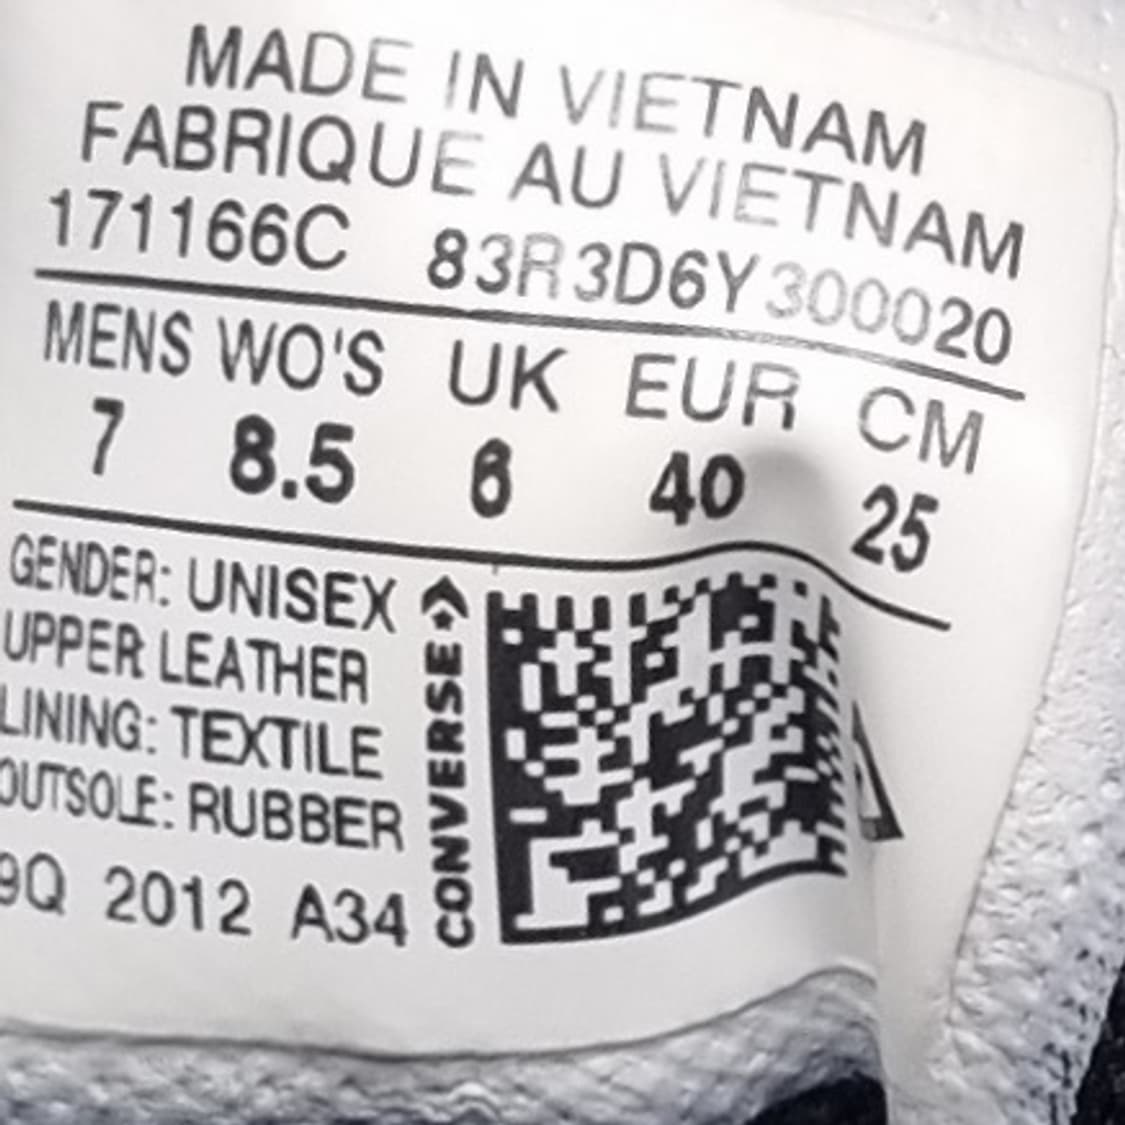 MADE IN VIETNAM
FABRIQUE AU VIETNAM
171166C 83R3D6Y300020
MENS WO'S UK EUR CM
7 8.5 6 40 25
GENDER: UNISEX
UPPER LEATHER
LINING: TEXTILE
OUTSOLE: RUBBER
9Q 2012 A34
CONVERSE